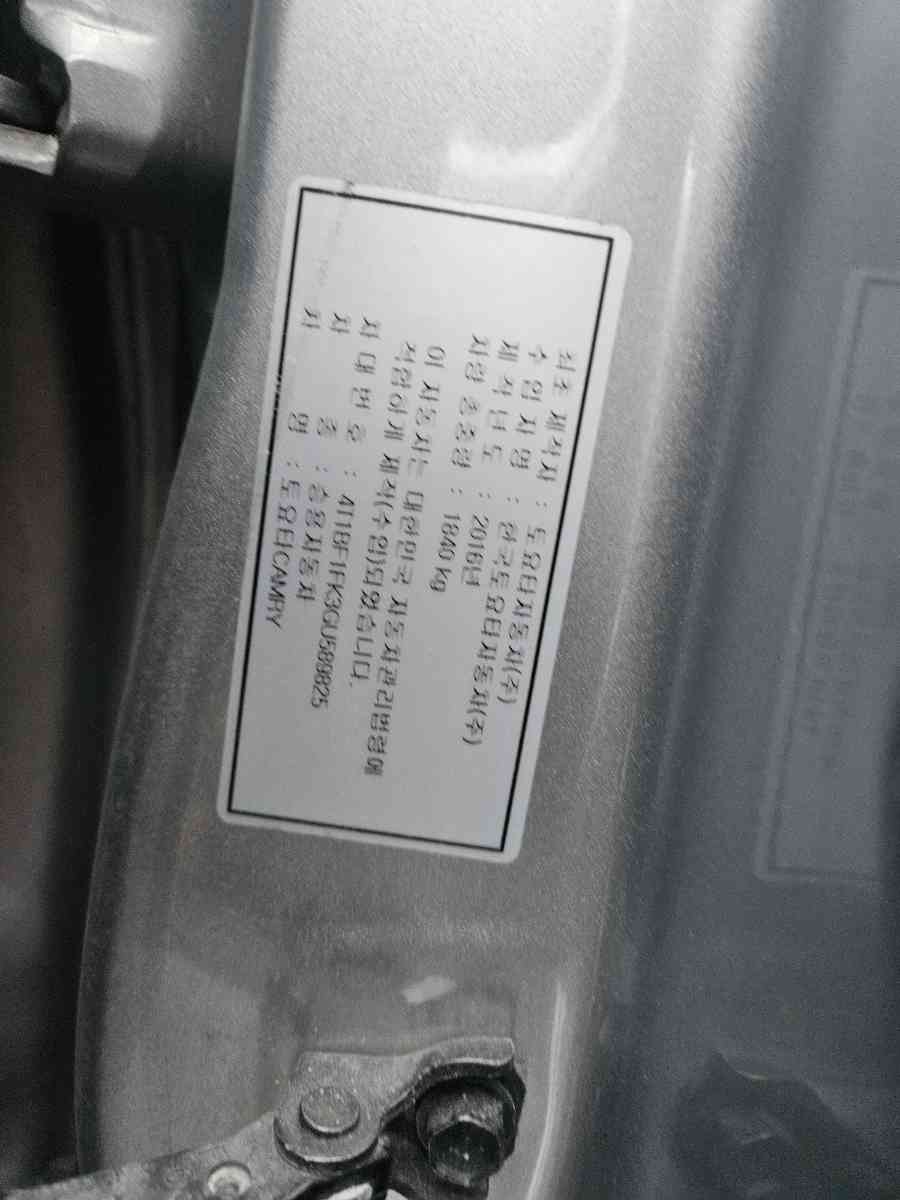 최초 제작자 : 토요타자동차(주)
수 입 자 명 : 한국토요타자동차(주)
제 작 년 도 : 2016년
차량 총중량 : 1840 kg
이 자동차는 대한민국 자동차관리법령에
적합하게 제작(수입)되었습니다.
차 대 번 호 : 4T1BF1FK3GU589825
차 종 : 승용자동차
차 명 : 토요타CAMRY